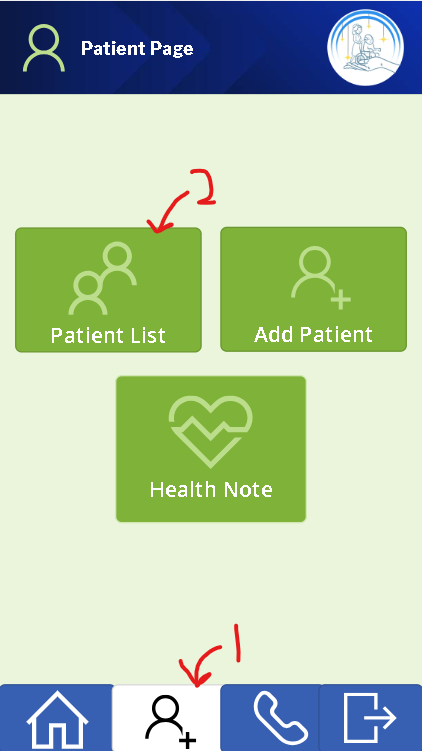 Patient Page
2
Patient List
Add Patient
Health Note
1